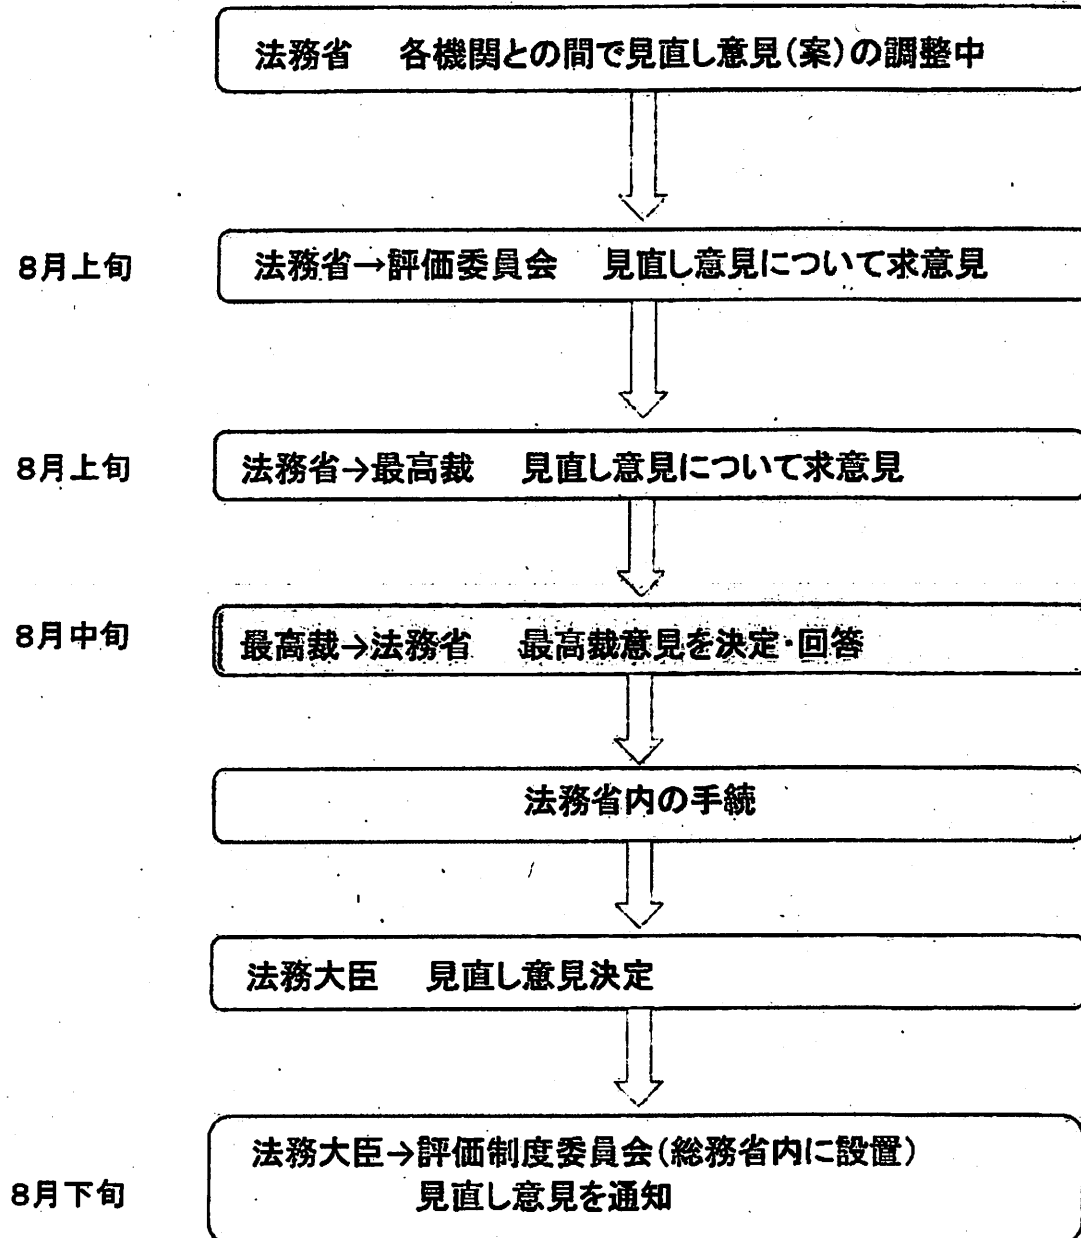 法務省 各機関との間で見直し意見(案)の調整中
8月上旬 法務省→評価委員会 見直し意見について求意見
8月上旬 法務省→最高裁 見直し意見について求意見
8月中旬 最高裁→法務省 最高裁意見を決定・回答
法務省内の手続
法務大臣 見直し意見決定
法務大臣→評価制度委員会(総務省内に設置)
8月下旬 見直し意見を通知